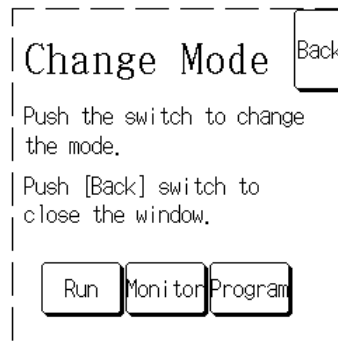 Change Mode
Back
Push the switch to change
the mode.
Push [Back] switch to
close the window.
Run
Monitor
Program